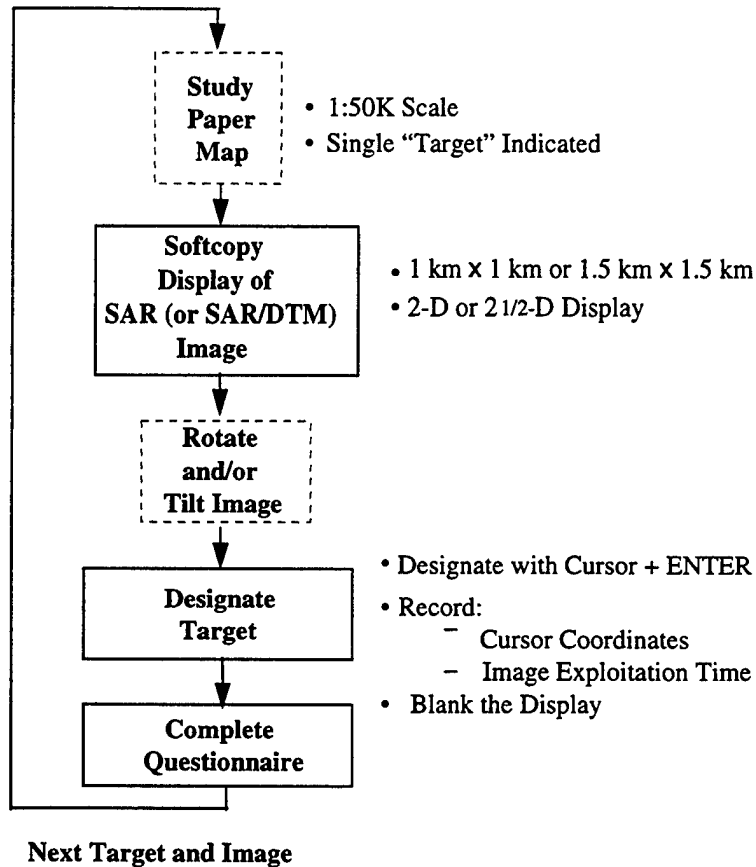 Study
Paper
Map
• 1:50K Scale
• Single “Target” Indicated
Softcopy
Display of
SAR (or SAR/DTM)
Image
• 1 km x 1 km or 1.5 km x 1.5 km
• 2-D or 2 1/2-D Display
Rotate
and/or
Tilt Image
Designate
Target
• Designate with Cursor + ENTER
• Record:
– Cursor Coordinates
– Image Exploitation Time
• Blank the Display
Complete
Questionnaire
Next Target and Image